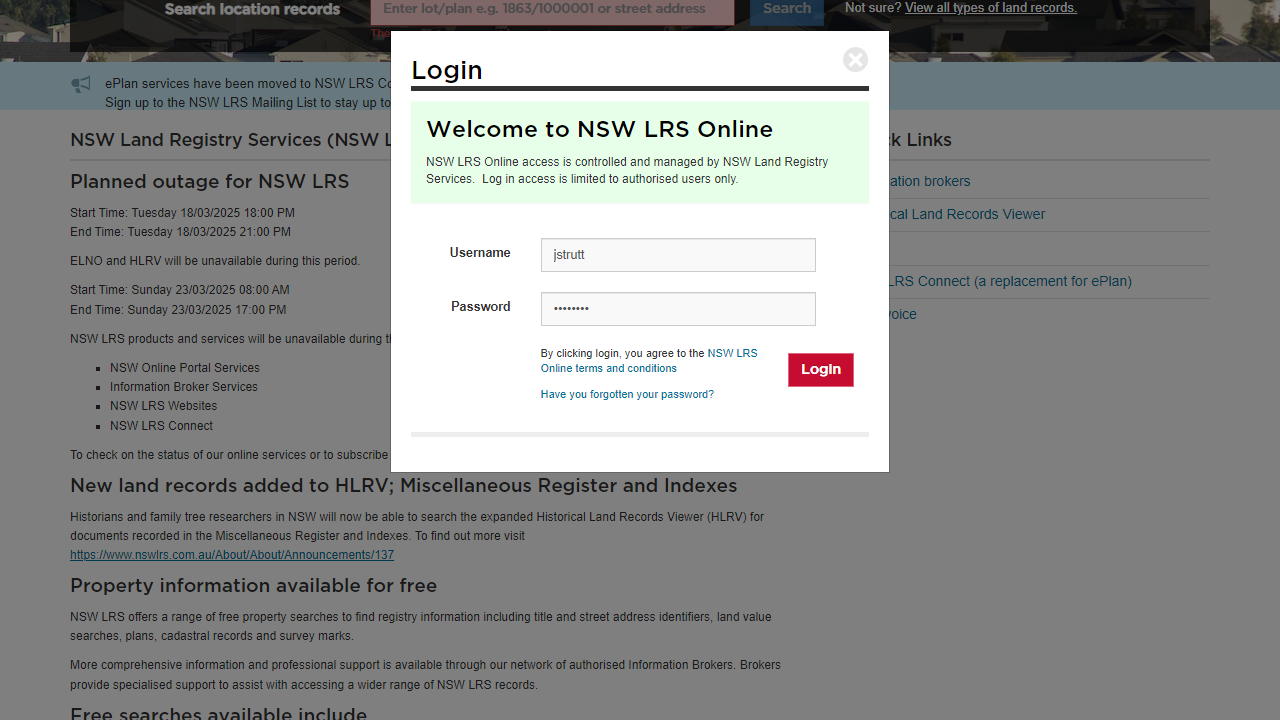 Search location records
Enter lot/plan e.g. 1863/1000001 or street address
Search
Not sure? View all types of land records.
ePlan services have been moved to NSW LRS
Sign up to the NSW LRS Mailing List to stay up to
NSW Land Registry Services (NSW
Planned outage for NSW LRS
Start Time: Tuesday 18/03/2025 18:00 PM
End Time: Tuesday 18/03/2025 21:00 PM
ELNO and HLRV will be unavailable during this period.
Start Time: Sunday 23/03/2025 08:00 AM
End Time: Sunday 23/03/2025 17:00 PM
NSW LRS products and services will be unavailable during
NSW Online Portal Services
Information Broker Services
NSW LRS Websites
NSW LRS Connect
To check on the status of our online services or to subscribe
New land records added to HLRV; Miscellaneous Register and Indexes
Historians and family tree researchers in NSW will now be able to search the expanded Historical Land Records Viewer (HLRV) for
documents recorded in the Miscellaneous Register and Indexes. To find out more visit
https://www.nswlrs.com.au/About/About/Announcements/137
Property information available for free
NSW LRS offers a range of free property searches to find registry information including title and street address identifiers, land value
searches, plans, cadastral records and survey marks.
More comprehensive information and professional support is available through our network of authorised Information Brokers. Brokers
provide specialised support to assist with accessing a wider range of NSW LRS records.
Free searches available include
Login
Welcome to NSW LRS Online
NSW LRS Online access is controlled and managed by NSW Land Registry
Services. Log in access is limited to authorised users only.
Username
jstrutt
Password
••••••••
By clicking login, you agree to the NSW LRS
Online terms and conditions
Login
Have you forgotten your password?
Links
brokers
Land Records Viewer
LRS Connect (a replacement for ePlan)